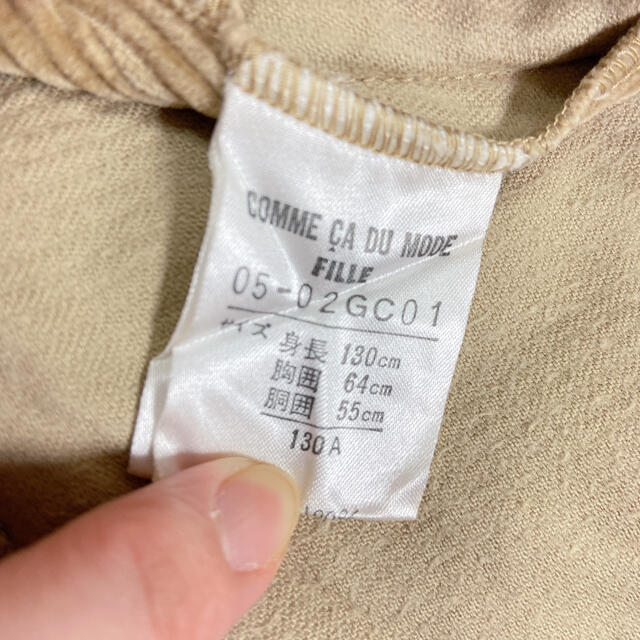 COMME ÇA DU MODE
FILLE
05-02GC01
サイズ 身長 130cm
胸囲 64cm
胴囲 55cm
130A